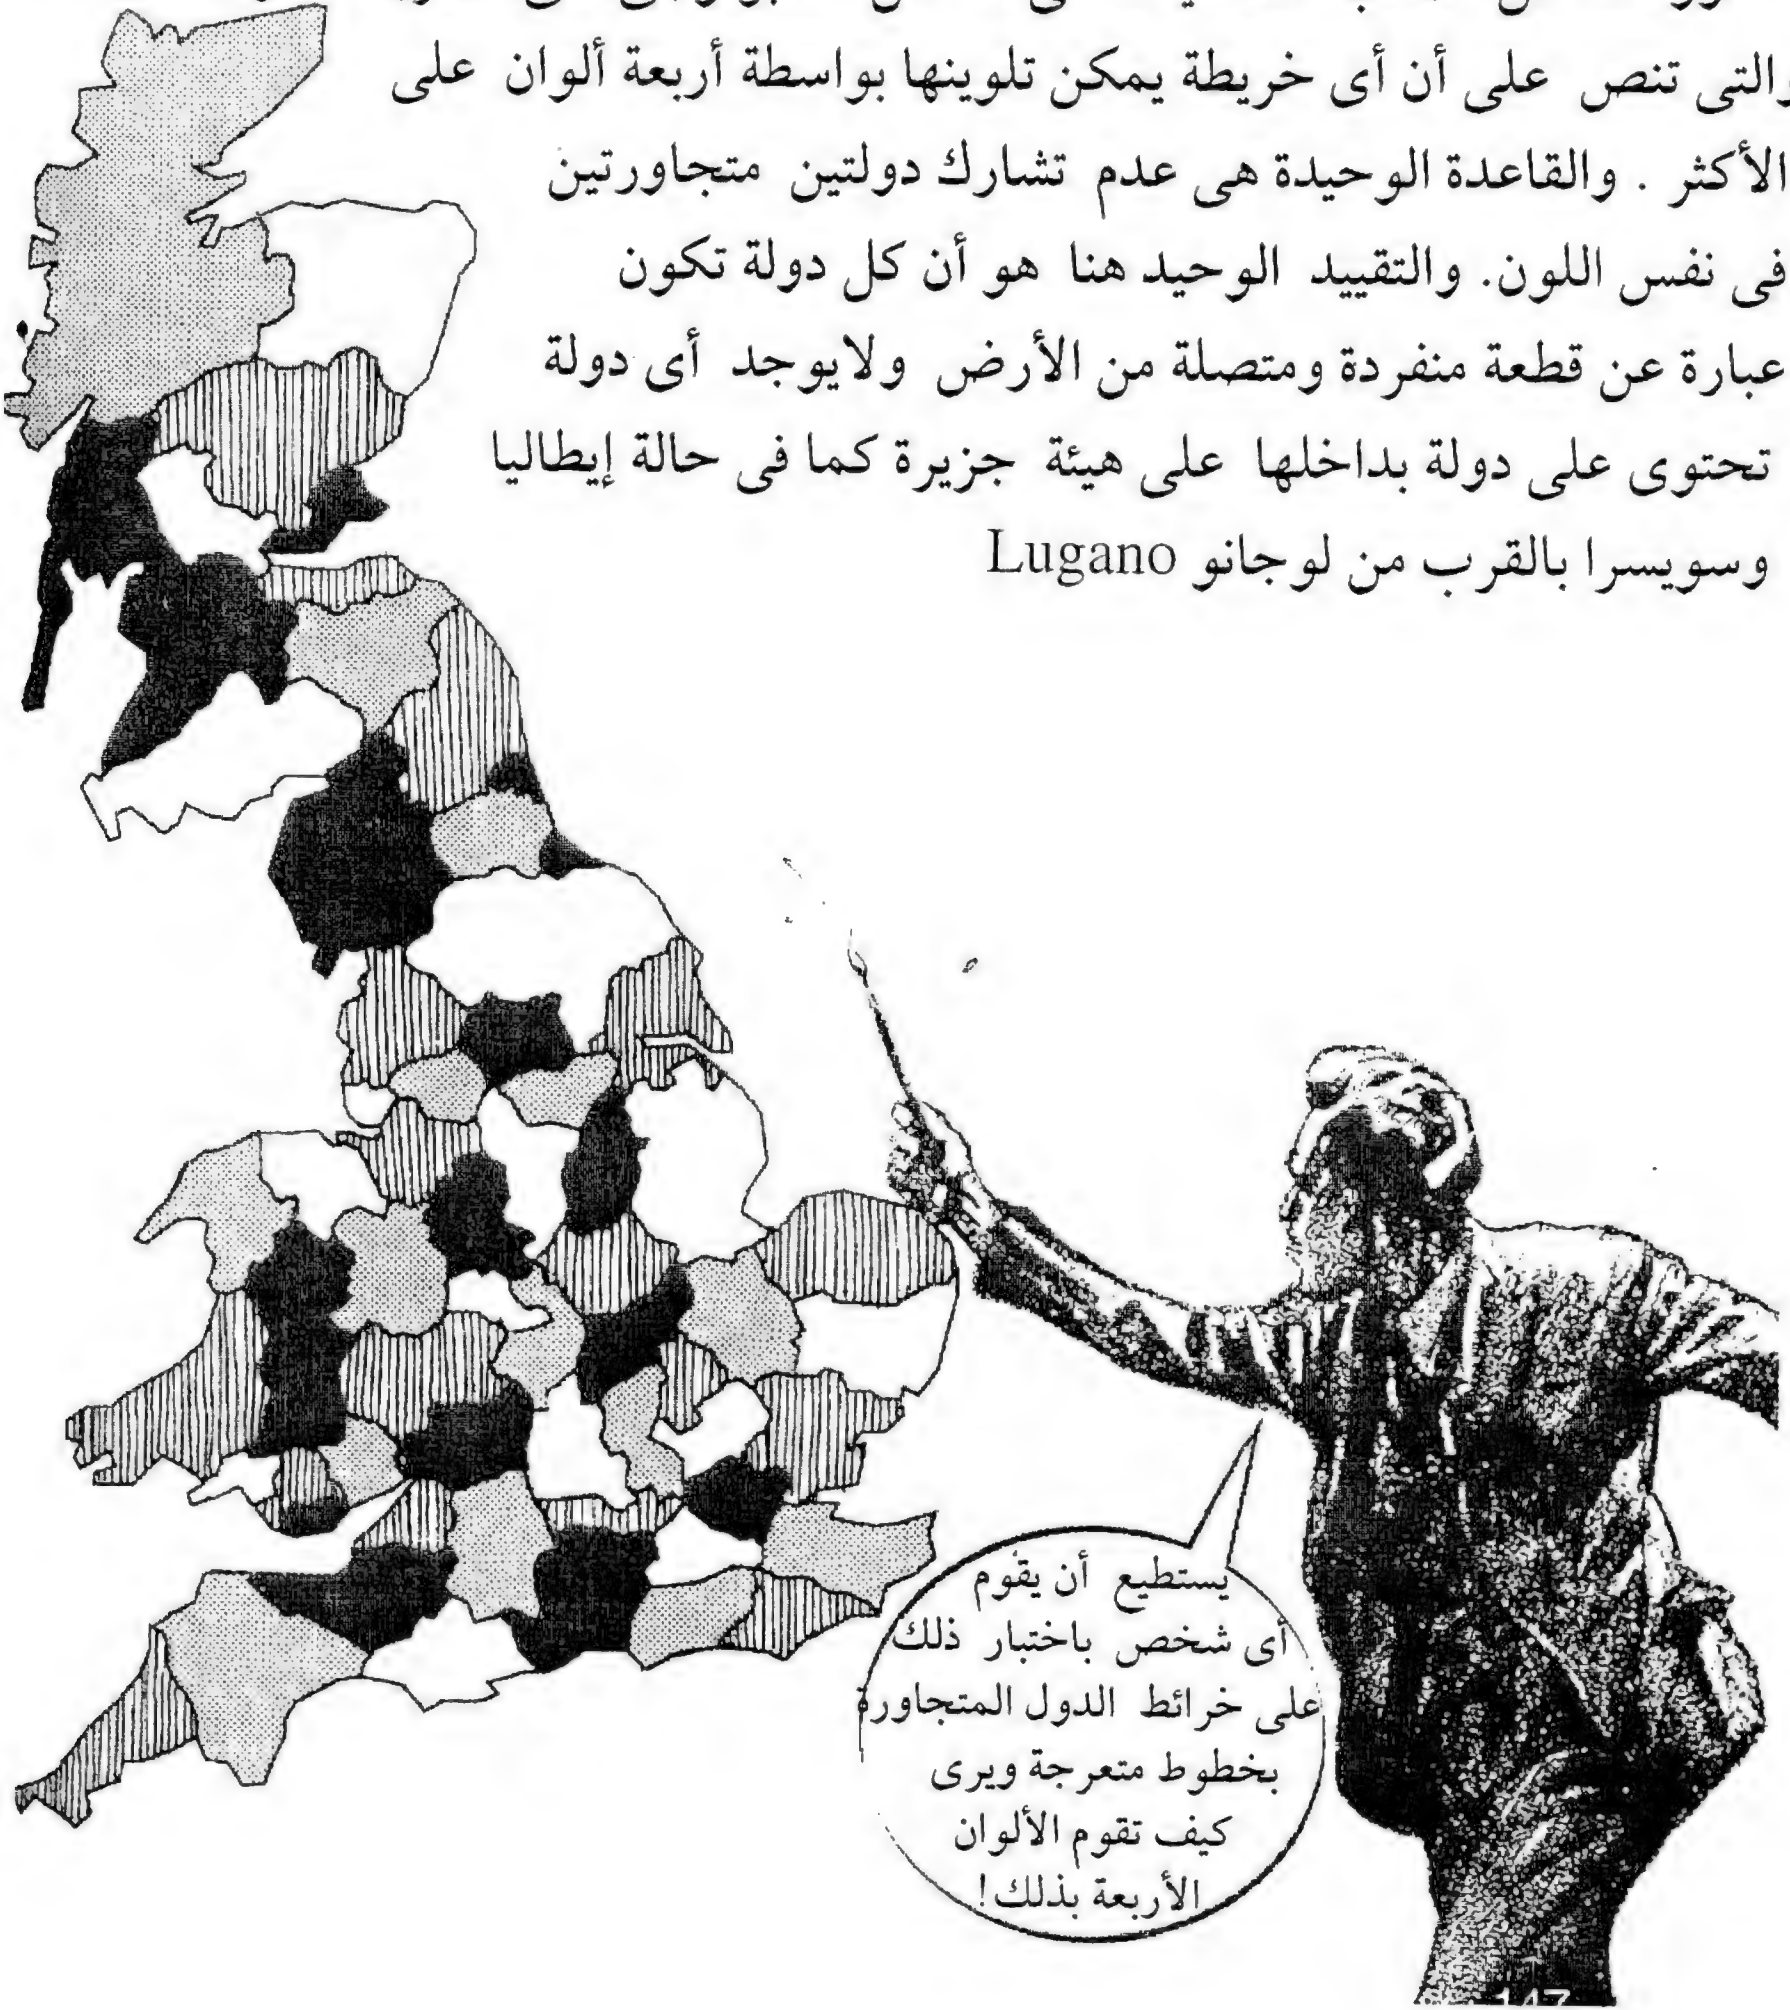 والتى تنص على أن أى خريطة يمكن تلوينها بواسطة أربعة ألوان على
الأكثر . والقاعدة الوحيدة هى عدم تشارك دولتين متجاورتين
فى نفس اللون. والتقييد الوحيد هنا هو أن كل دولة تكون
عبارة عن قطعة منفردة ومتصلة من الأرض ولايوجد أى دولة
تحتوى على دولة بداخلها على هيئة جزيرة كما فى حالة إيطاليا
وسويسرا بالقرب من لوجانو Lugano
يستطيع أن يقوم
أى شخص باختبار ذلك
على خرائط الدول المتجاورة
بخطوط متعرجة ويرى
كيف تقوم الألوان
الأربعة بذلك!
147